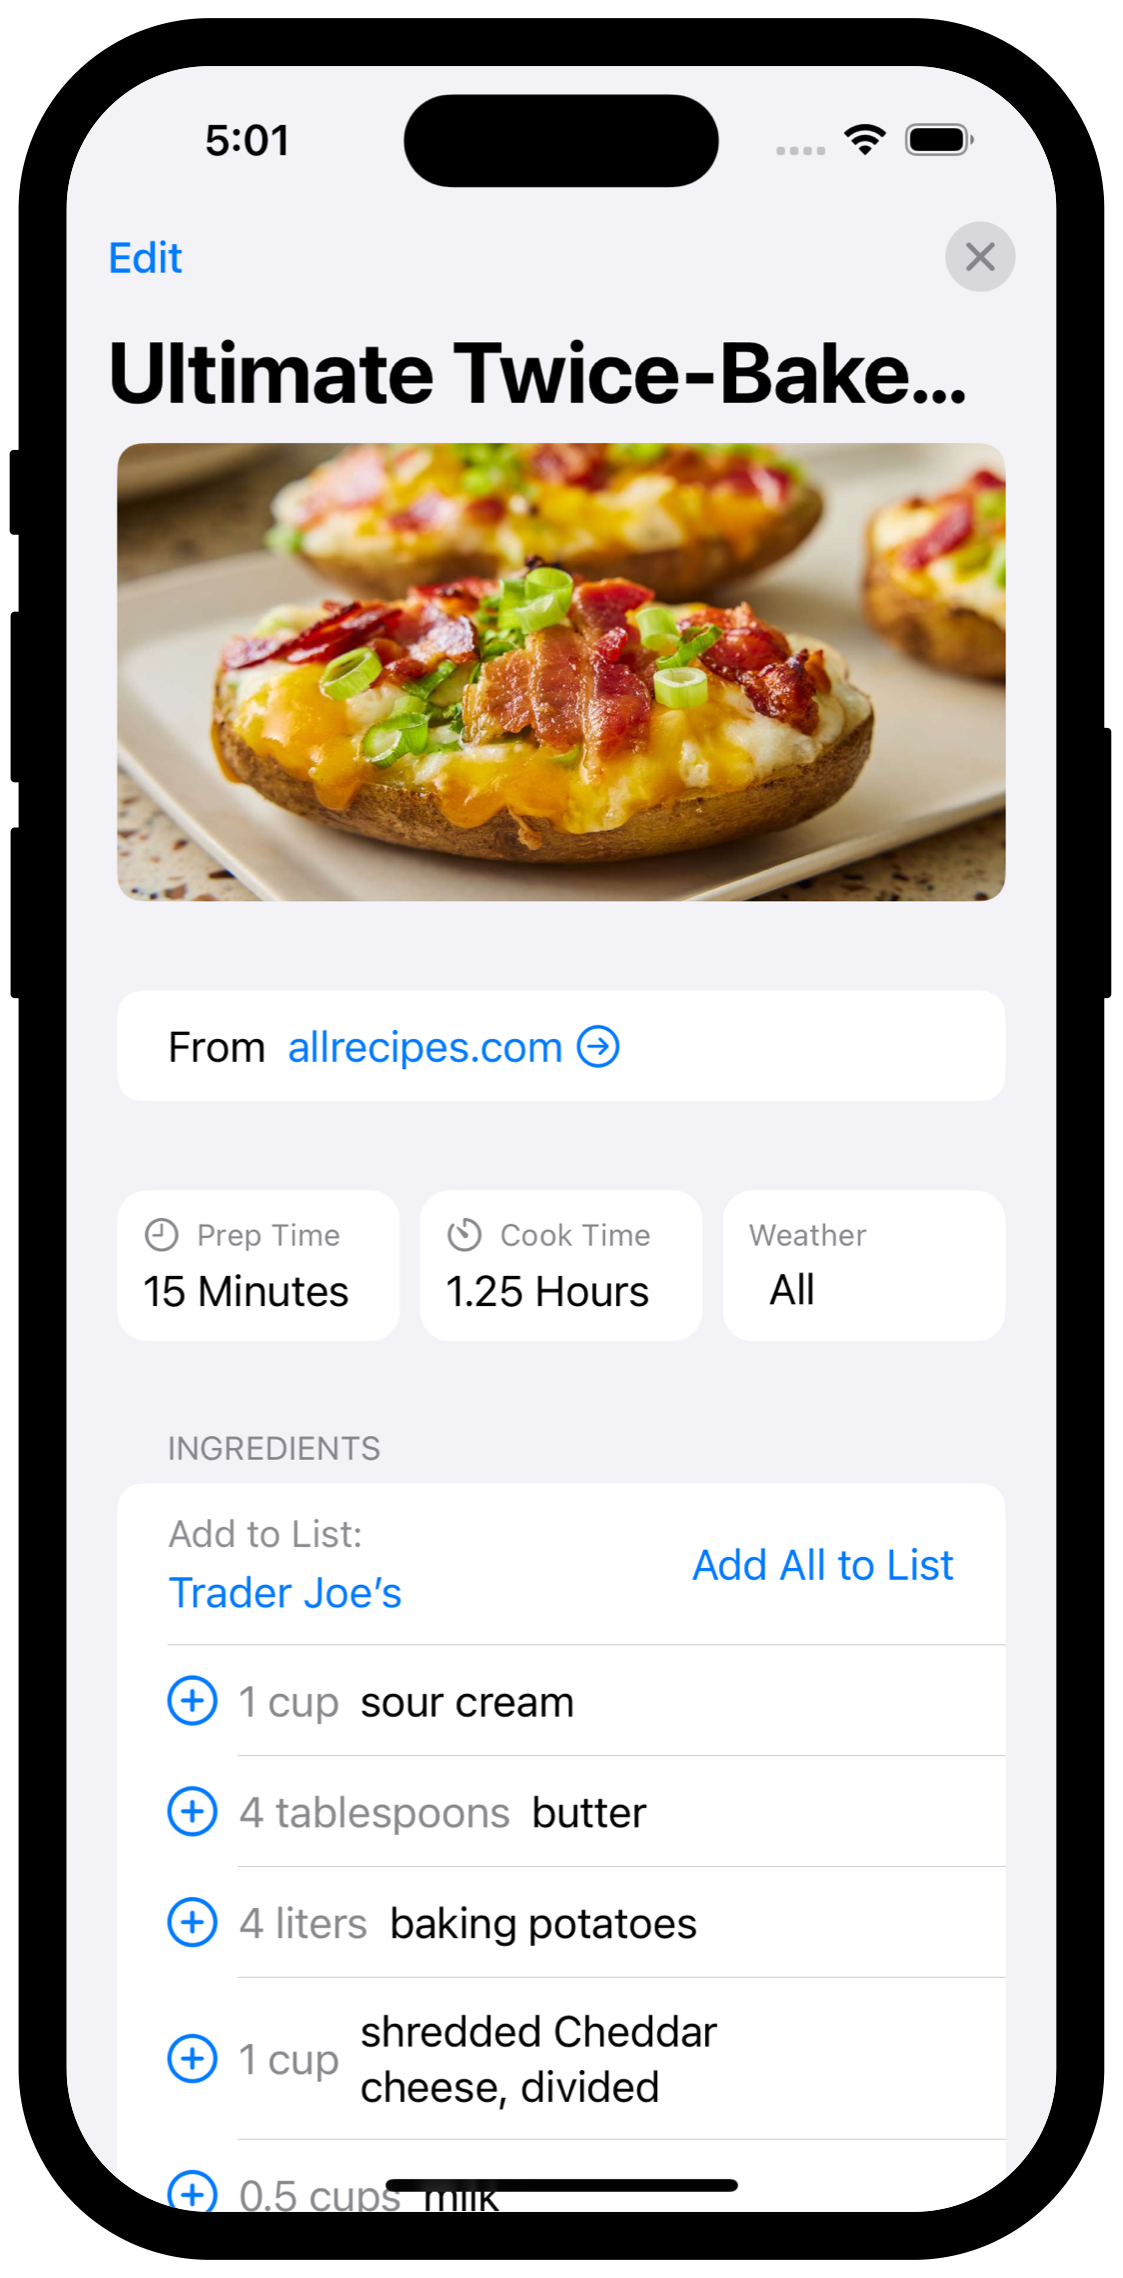 5:01
Edit
Ultimate Twice-Bake...
From allrecipes.com
Prep Time
15 Minutes
Cook Time
1.25 Hours
Weather
All
INGREDIENTS
Add to List:
Trader Joe’s
Add All to List
1 cup sour cream
4 tablespoons butter
4 liters baking potatoes
1 cup shredded Cheddar
cheese, divided
0.5 cups milk